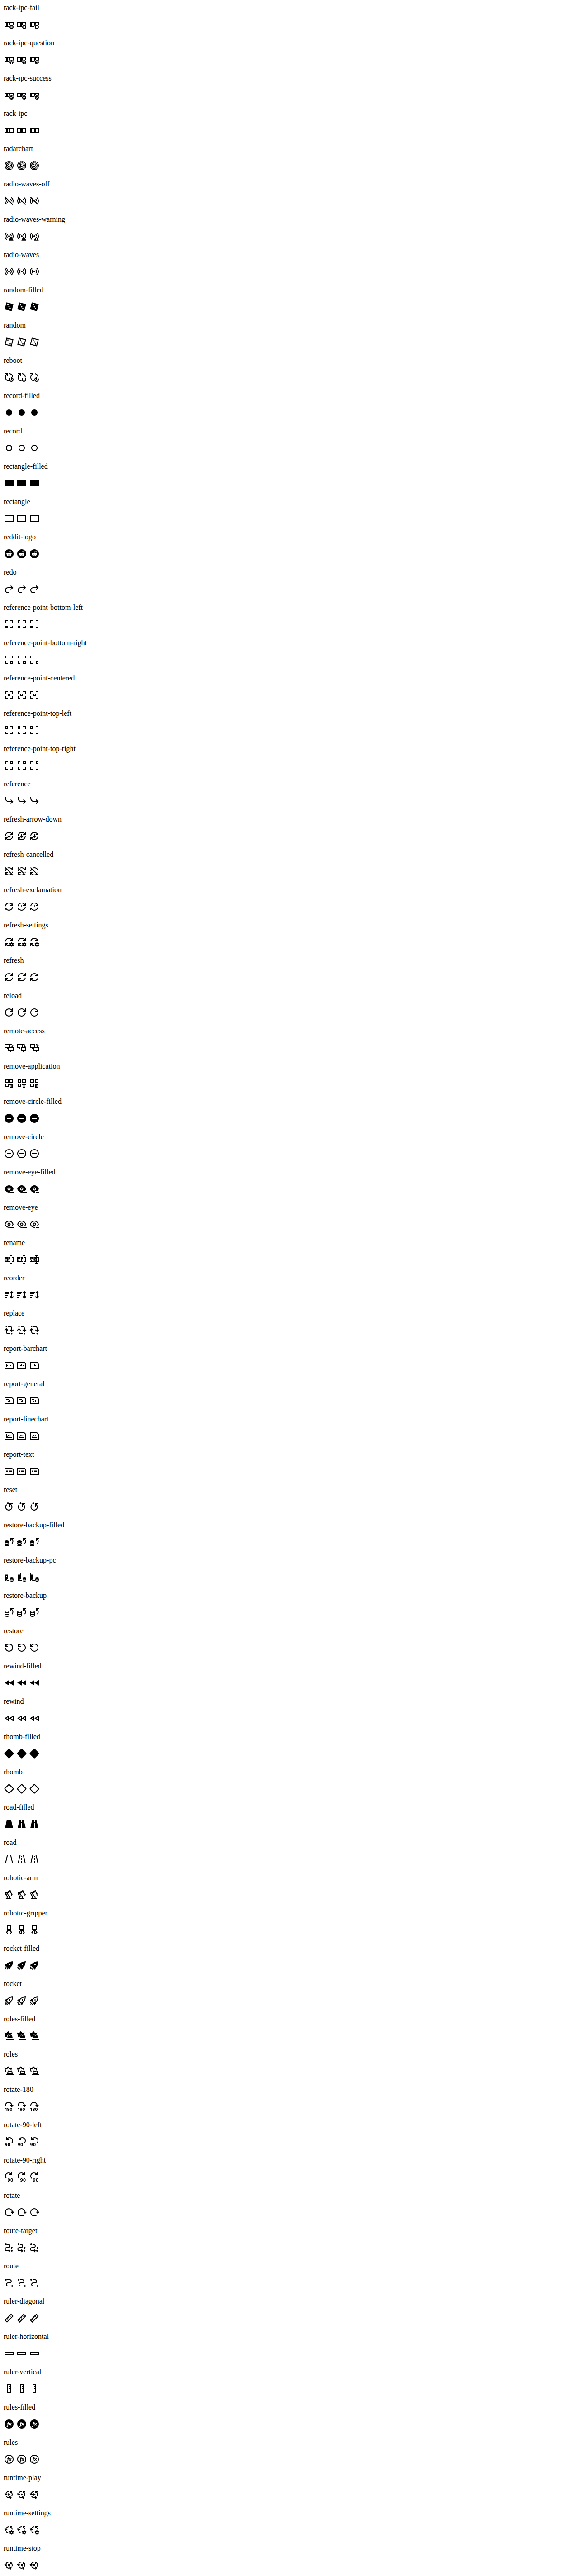 rack-ipc-fail
rack-ipc-question
rack-ipc-success
rack-ipc
radarchart
radio-waves-off
radio-waves-warning
radio-waves
random-filled
random
reboot
record-filled
record
rectangle-filled
rectangle
reddit-logo
redo
reference-point-bottom-left
reference-point-bottom-right
reference-point-centered
reference-point-top-left
reference-point-top-right
reference
refresh-arrow-down
refresh-cancelled
refresh-exclamation
refresh-settings
refresh
reload
remote-access
remove-application
remove-circle-filled
remove-circle
remove-eye-filled
remove-eye
rename
reorder
replace
report-barchart
report-general
report-linechart
report-text
reset
restore-backup-filled
restore-backup-pc
restore-backup
restore
rewind-filled
rewind
rhomb-filled
rhomb
road-filled
road
robotic-arm
robotic-gripper
rocket-filled
rocket
roles-filled
roles
rotate-180
180 180 180
rotate-90-left
90 90 90
rotate-90-right
90 90 90
rotate
route-target
route
ruler-diagonal
ruler-horizontal
ruler-vertical
rules-filled
fx fx fx
rules
fx fx fx
runtime-play
runtime-settings
runtime-stop